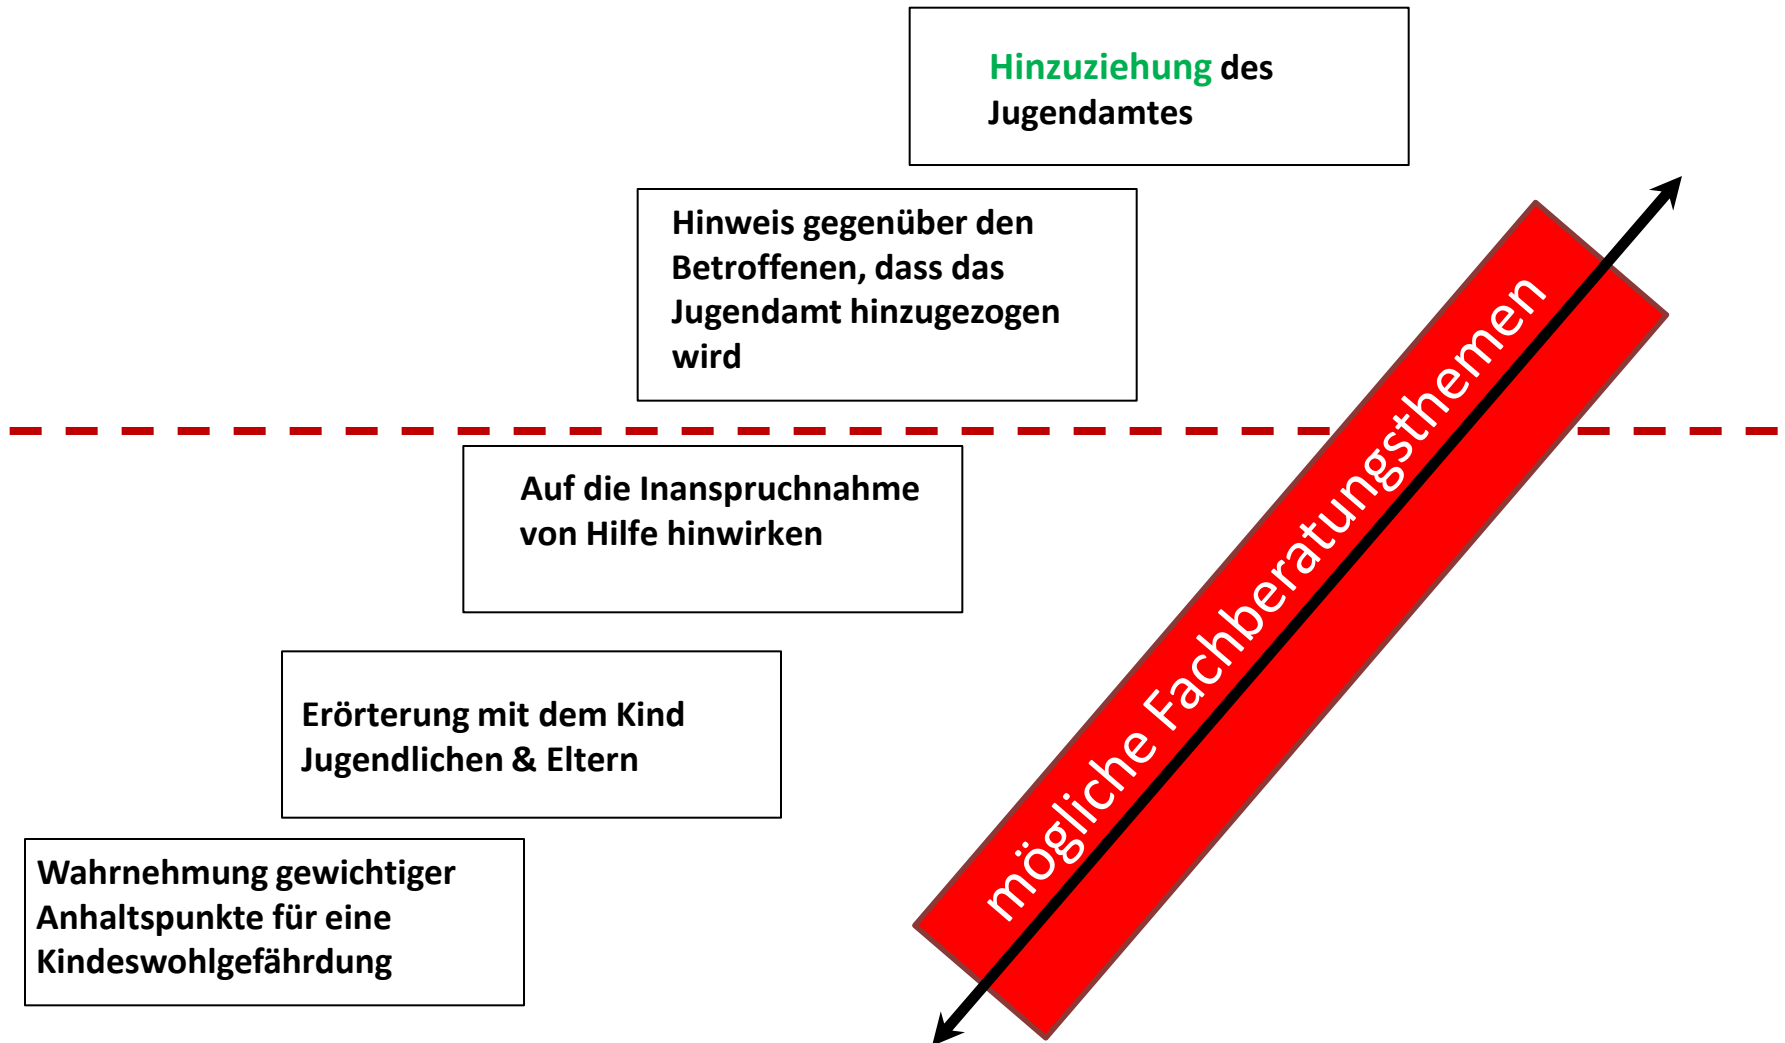 Hinzuziehung des
Jugendamtes
Hinweis gegenüber den
Betroffenen, dass das
Jugendamt hinzugezogen
wird
Auf die Inanspruchnahme
von Hilfe hinwirken
Erörterung mit dem Kind
Jugendlichen & Eltern
Wahrnehmung gewichtiger
Anhaltspunkte für eine
Kindeswohlgefährdung
mögliche Fachberatungsthemen